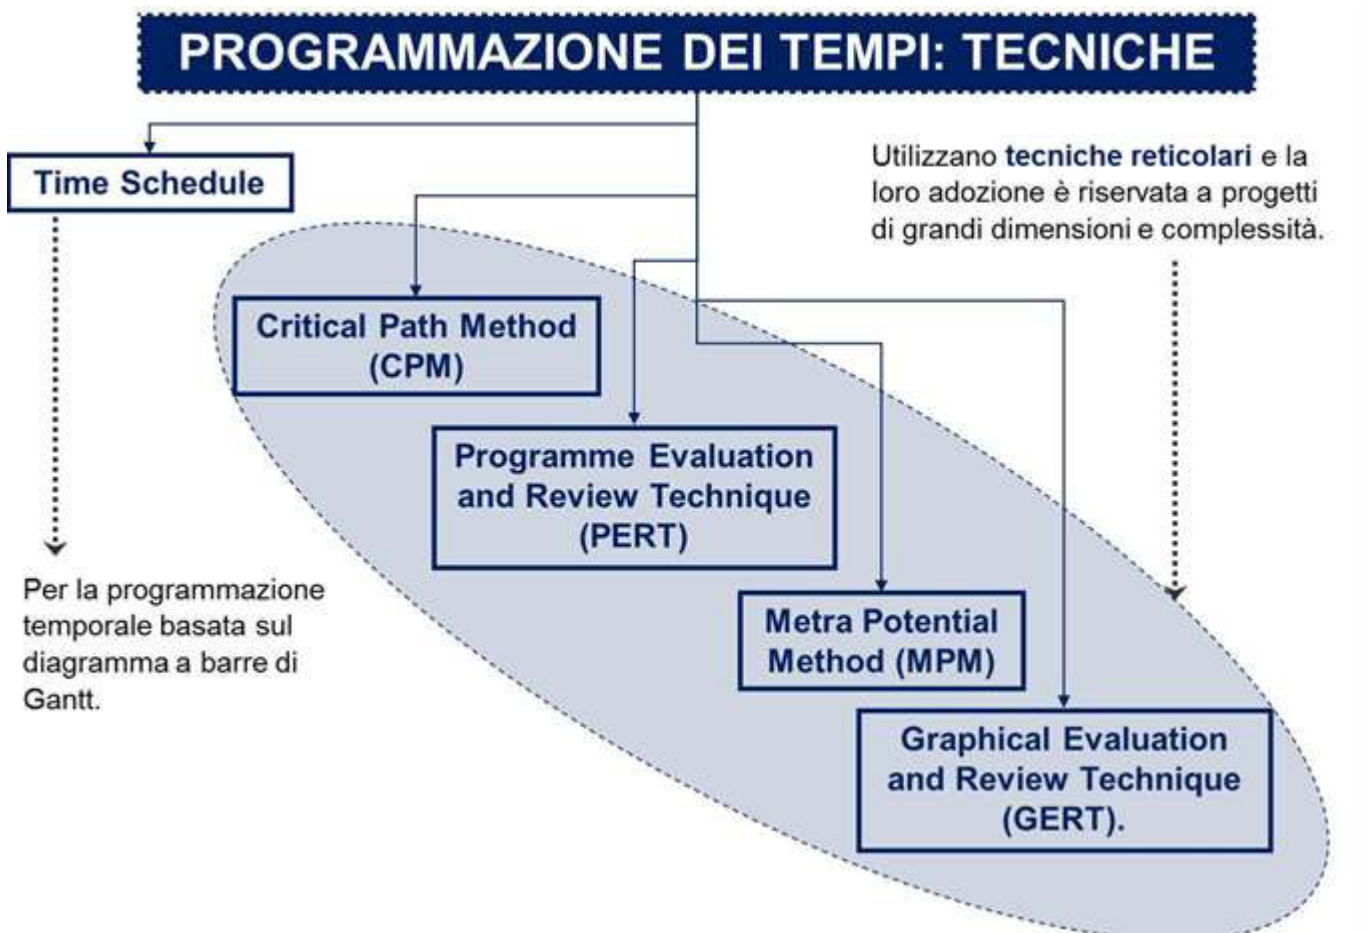 PROGRAMMAZIONE DEI TEMPI: TECNICHE
Time Schedule
Utilizzano tecniche reticolari e la
loro adozione è riservata a progetti
di grandi dimensioni e complessità.
Critical Path Method
(CPM)
Programme Evaluation
and Review Technique
(PERT)
Per la programmazione
temporale basata sul
diagramma a barre di
Gantt.
Metra Potential
Method (MPM)
Graphical Evaluation
and Review Technique
(GERT).